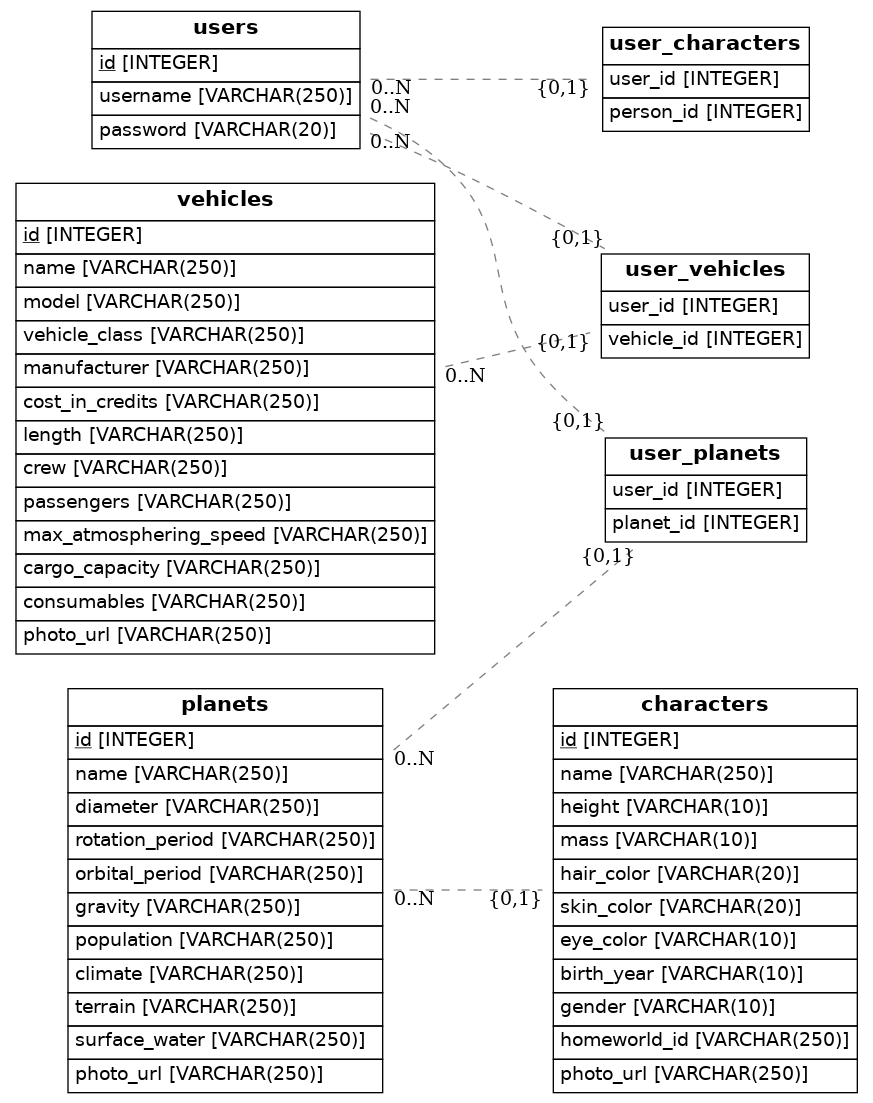 users
id [INTEGER]
username [VARCHAR(250)]
password [VARCHAR(20)]
user_characters
user_id [INTEGER]
person_id [INTEGER]
0..N
{0,1}
0..N
0..N
{0,1}
vehicles
id [INTEGER]
name [VARCHAR(250)]
model [VARCHAR(250)]
vehicle_class [VARCHAR(250)]
manufacturer [VARCHAR(250)]
cost_in_credits [VARCHAR(250)]
length [VARCHAR(250)]
crew [VARCHAR(250)]
passengers [VARCHAR(250)]
max_atmosphering_speed [VARCHAR(250)]
cargo_capacity [VARCHAR(250)]
consumables [VARCHAR(250)]
photo_url [VARCHAR(250)]
user_vehicles
user_id [INTEGER]
vehicle_id [INTEGER]
{0,1}
0..N
{0,1}
user_planets
user_id [INTEGER]
planet_id [INTEGER]
{0,1}
planets
id [INTEGER]
name [VARCHAR(250)]
diameter [VARCHAR(250)]
rotation_period [VARCHAR(250)]
orbital_period [VARCHAR(250)]
gravity [VARCHAR(250)]
population [VARCHAR(250)]
climate [VARCHAR(250)]
terrain [VARCHAR(250)]
surface_water [VARCHAR(250)]
photo_url [VARCHAR(250)]
0..N
0..N
{0,1}
characters
id [INTEGER]
name [VARCHAR(250)]
height [VARCHAR(10)]
mass [VARCHAR(10)]
hair_color [VARCHAR(20)]
skin_color [VARCHAR(20)]
eye_color [VARCHAR(10)]
birth_year [VARCHAR(10)]
gender [VARCHAR(10)]
homeworld_id [VARCHAR(250)]
photo_url [VARCHAR(250)]